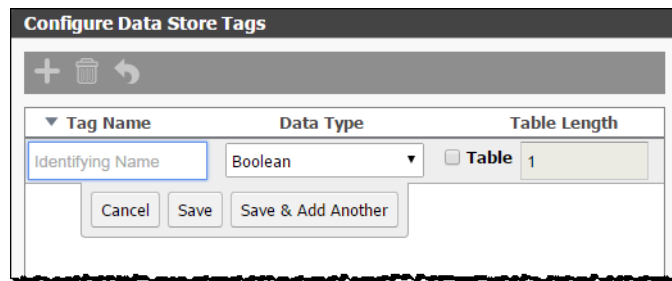 Configure Data Store Tags
Tag Name Data Type Table Length
Identifying Name Boolean Table 1
Cancel Save Save & Add Another